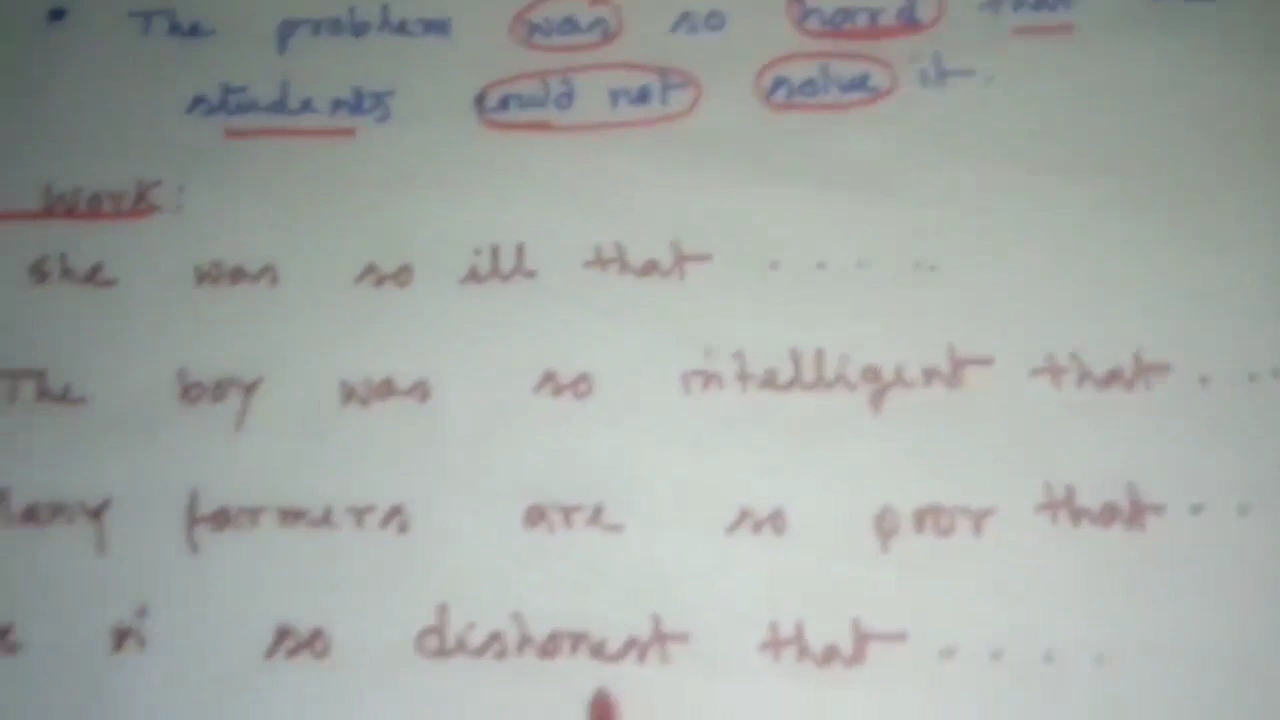 • The problem was so hard that
students could not solve it.
Work:
she was so ill that .....
The boy was so intelligent that ...
Many farmers are so poor that ..
is so dishonest that ....